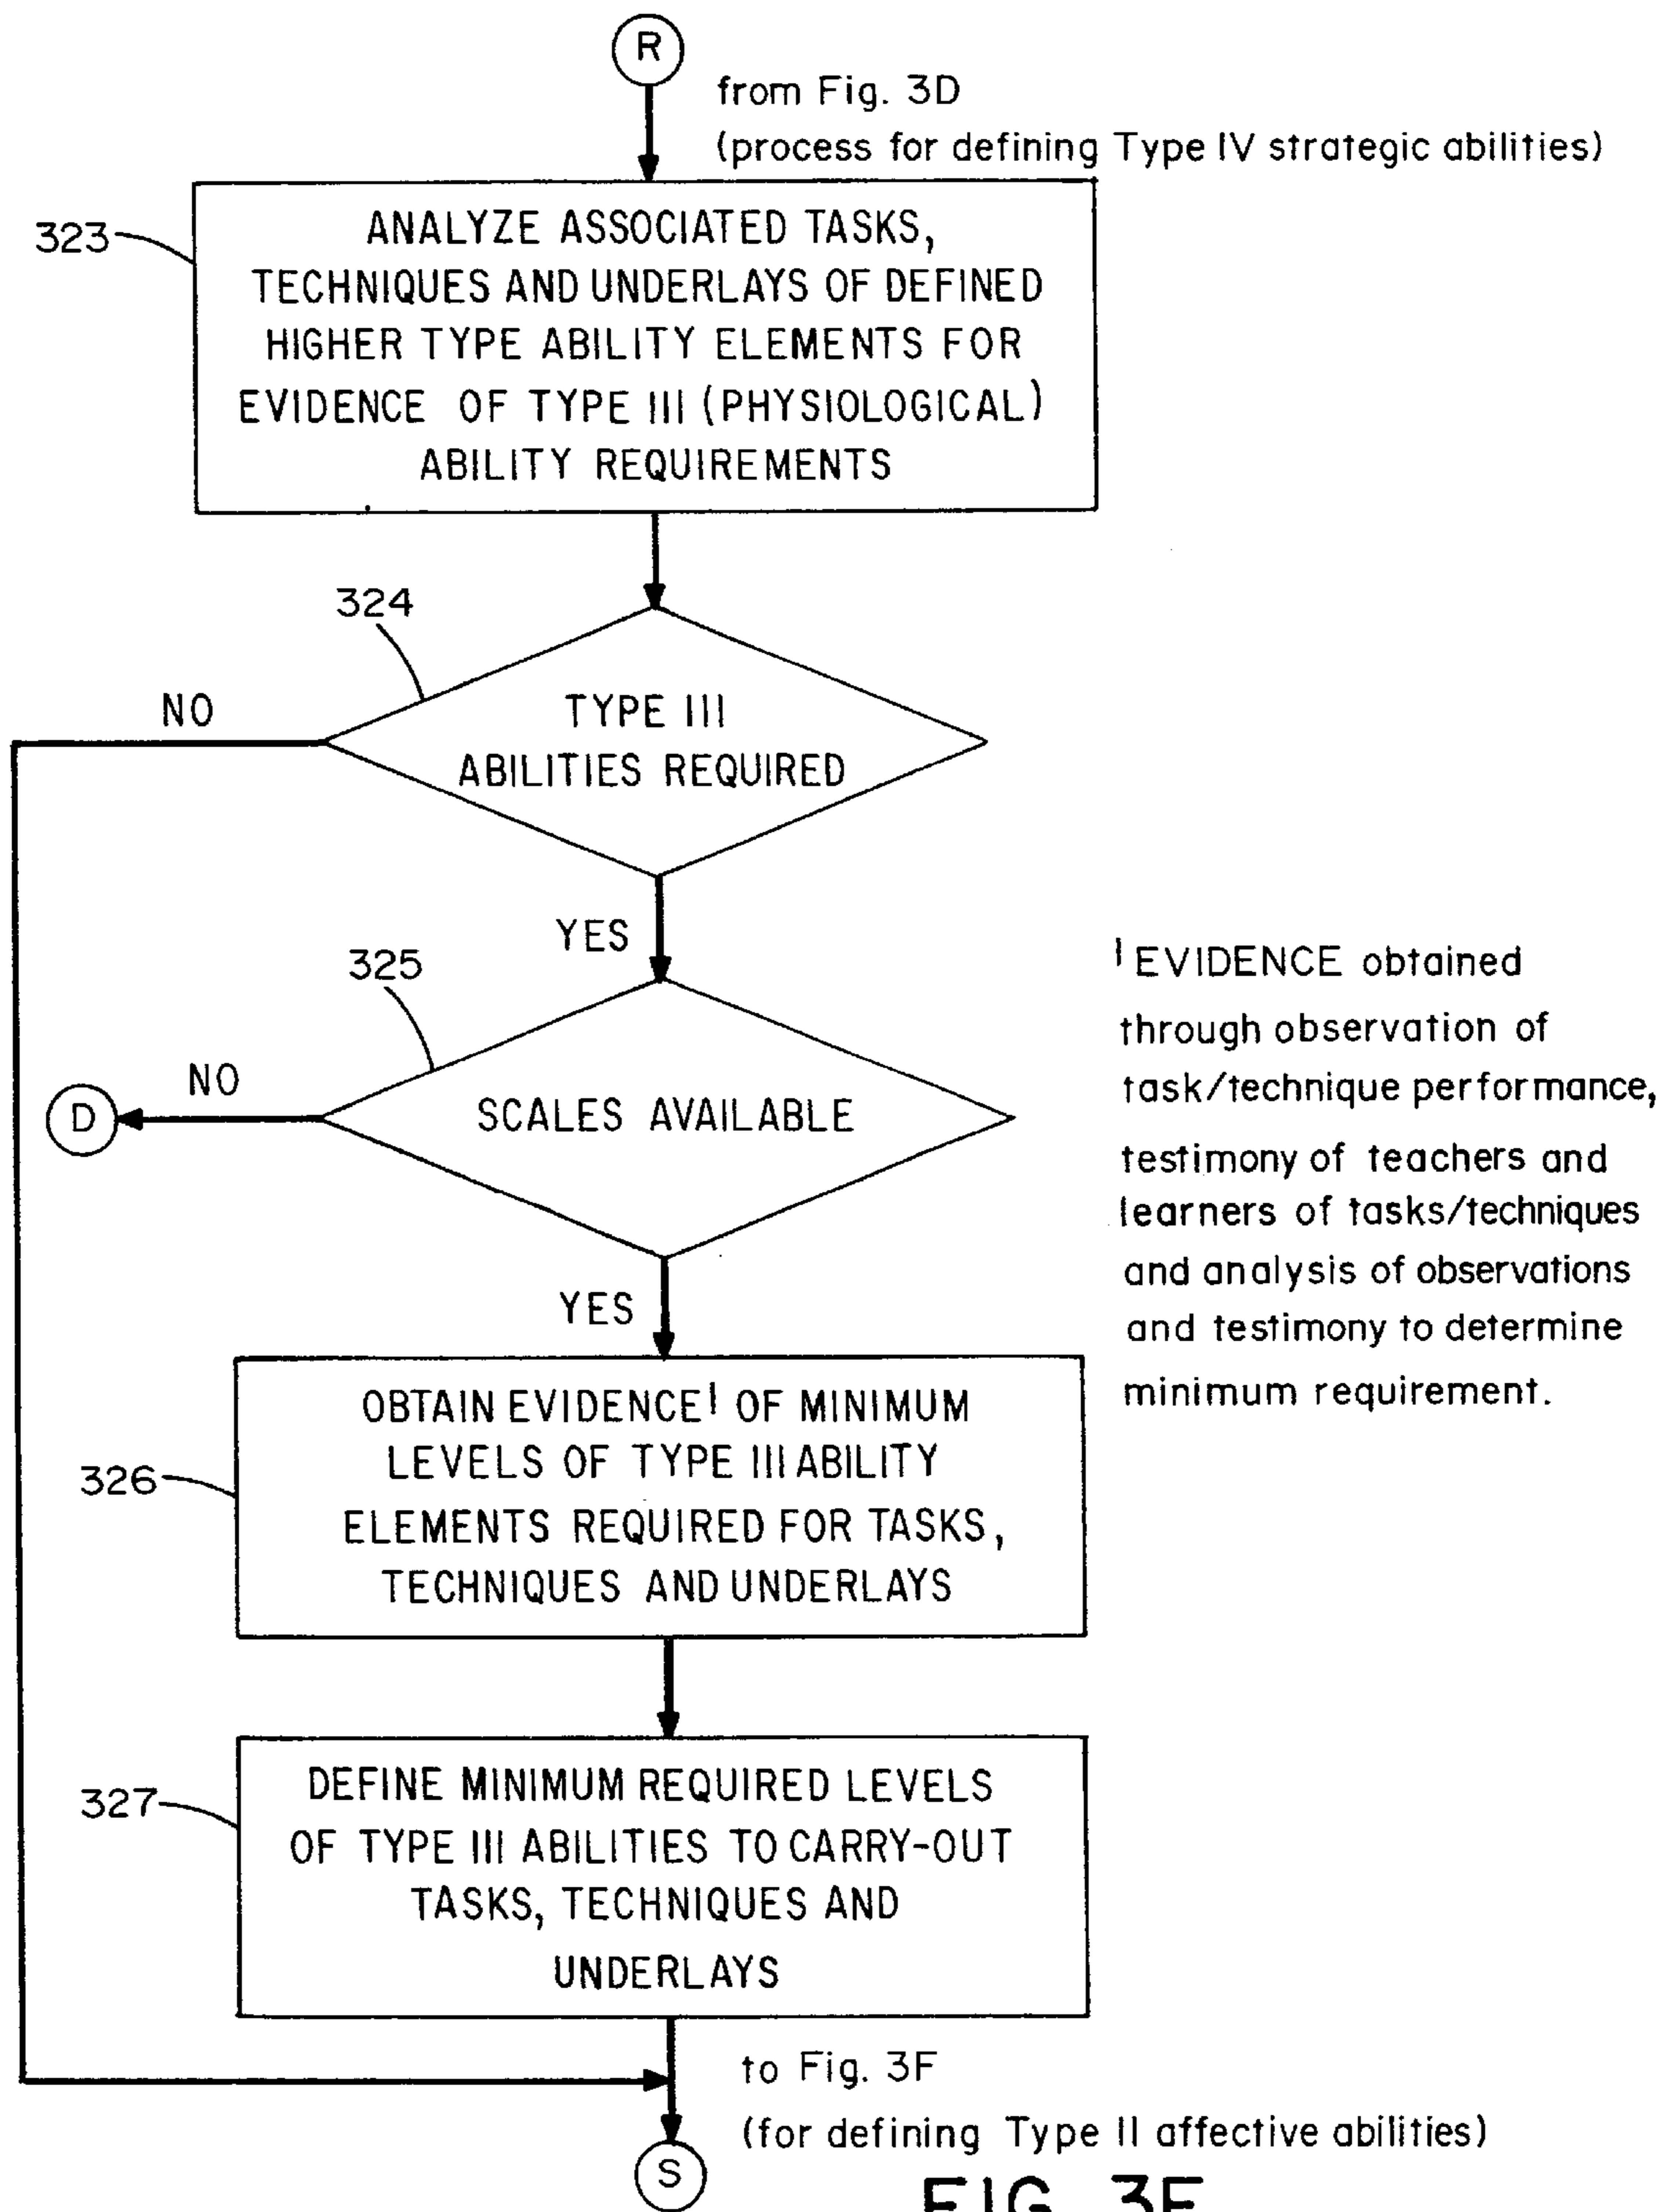 R
from Fig. 3D
(process for defining Type IV strategic abilities)
323
ANALYZE ASSOCIATED TASKS,
TECHNIQUES AND UNDERLAYS OF DEFINED
HIGHER TYPE ABILITY ELEMENTS FOR
EVIDENCE OF TYPE III (PHYSIOLOGICAL)
ABILITY REQUIREMENTS
324
NO
TYPE III
ABILITIES REQUIRED
YES
325
NO
D
SCALES AVAILABLE
YES
1 EVIDENCE obtained
through observation of
task/technique performance,
testimony of teachers and
learners of tasks/techniques
and analysis of observations
and testimony to determine
minimum requirement.
326
OBTAIN EVIDENCE1 OF MINIMUM
LEVELS OF TYPE III ABILITY
ELEMENTS REQUIRED FOR TASKS,
TECHNIQUES AND UNDERLAYS
327
DEFINE MINIMUM REQUIRED LEVELS
OF TYPE III ABILITIES TO CARRY-OUT
TASKS, TECHNIQUES AND
UNDERLAYS
to Fig. 3F
(for defining Type II affective abilities)
S
FIG. 3E